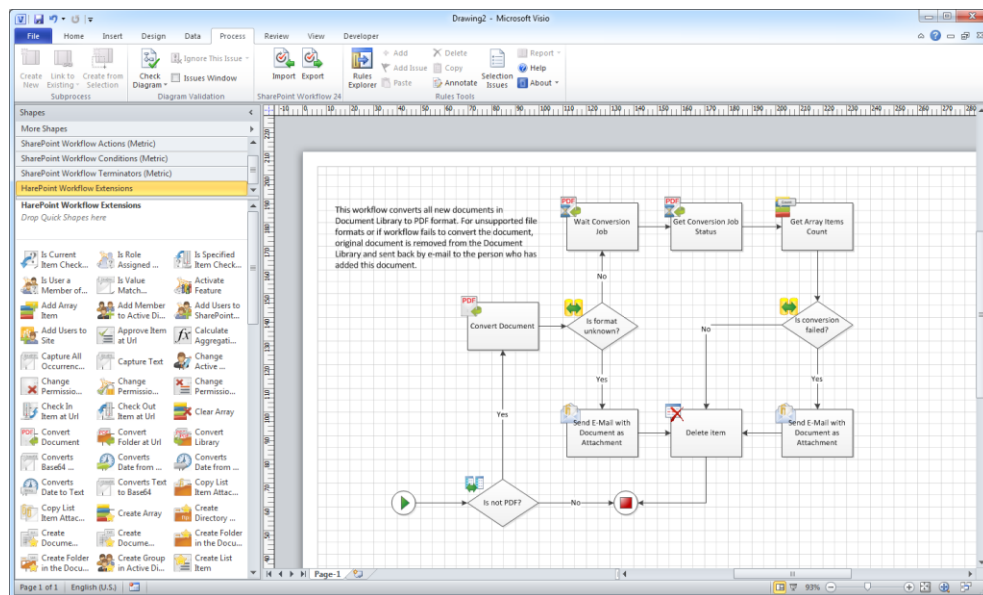 Drawing2 - Microsoft Visio
File Home Insert Design Data Process Review View Developer
Create New
Link to Existing
Create from Selection
Subprocess
Check Diagram
Ignore This Issue
Issues Window
Diagram Validation
Import Export
SharePoint Workflow 24
Rules Explorer
Add
Add Issue
Paste
Delete
Copy
Annotate
Selection Issues
Report
Help
About
Rules Tools
Shapes
More Shapes
SharePoint Workflow Actions (Metric)
SharePoint Workflow Conditions (Metric)
SharePoint Workflow Terminators (Metric)
HarePoint Workflow Extensions
HarePoint Workflow Extensions
Drop Quick Shapes here
Is Current Item Check...
Is Role Assigned ...
Is Specified Item Check...
Is User a Member of...
Is Value Match...
Activate Feature
Add Array Item
Add Member to Active Di...
Add Users to SharePoint...
Add Users to Site
Approve Item at Url
Calculate Aggregati...
Capture All Occurrenc...
Capture Text
Change Active ...
Change Permissio...
Change Permissio...
Change Permissio...
Check In Item at Url
Check Out Item at Url
Clear Array
Convert Document
Convert Folder at Url
Convert Library
Converts Base64 ...
Converts Date from ...
Converts Date from ...
Converts Date to Text
Converts Text to Base64
Copy List Item Attac...
Copy List Item Attac...
Create Array
Create Directory ...
Create Docume...
Create Docume...
Create Folder in the Docu...
Create Folder in the Docu...
Create Group in Active Di...
Create List Item
This workflow converts all new documents in
Document Library to PDF format. For unsupported file
formats or if workflow fails to convert the document,
original document is removed from the Document
Library and sent back by e-mail to the person who has
added this document.
PDF
Wait Conversion
Job
PDF
Get Conversion Job
Status
Get Array Items
Count
No
PDF
Convert Document
Is format
unknown?
No
Is conversion
failed?
Yes
Yes
Yes
Send E-Mail with
Document as
Attachment
Delete item
Send E-Mail with
Document as
Attachment
Is not PDF?
No
Page-1
Page 1 of 1 English (U.S.)
93%